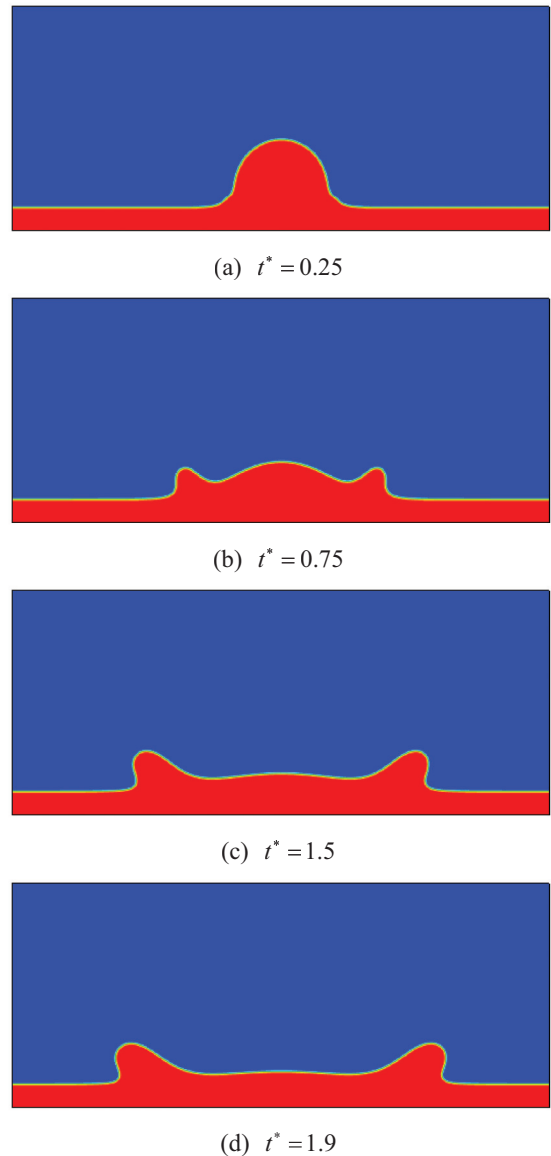 (a) t* = 0.25
(b) t* = 0.75
(c) t* = 1.5
(d) t* = 1.9